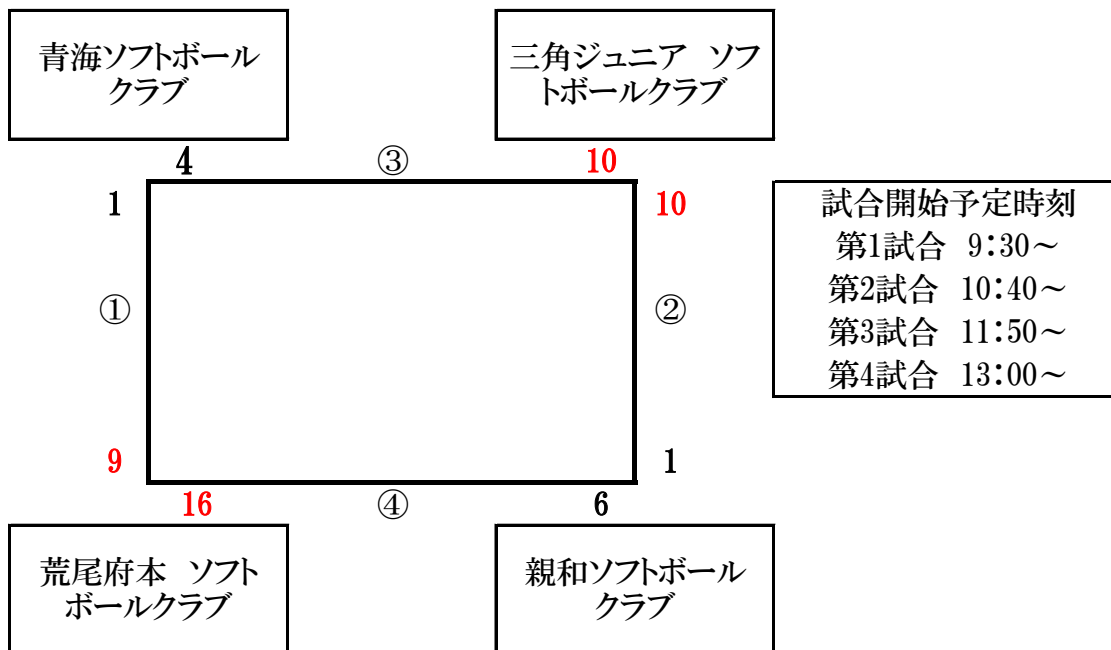 青海ソフトボール
クラブ
三角ジュニア　ソフ
トボールクラブ
4
③
10
1
10
試合開始予定時刻
第1試合　9:30～
第2試合　10:40～
第3試合　11:50～
第4試合　13:00～
①
②
9
1
16
④
6
荒尾府本　ソフト
ボールクラブ
親和ソフトボール
クラブ